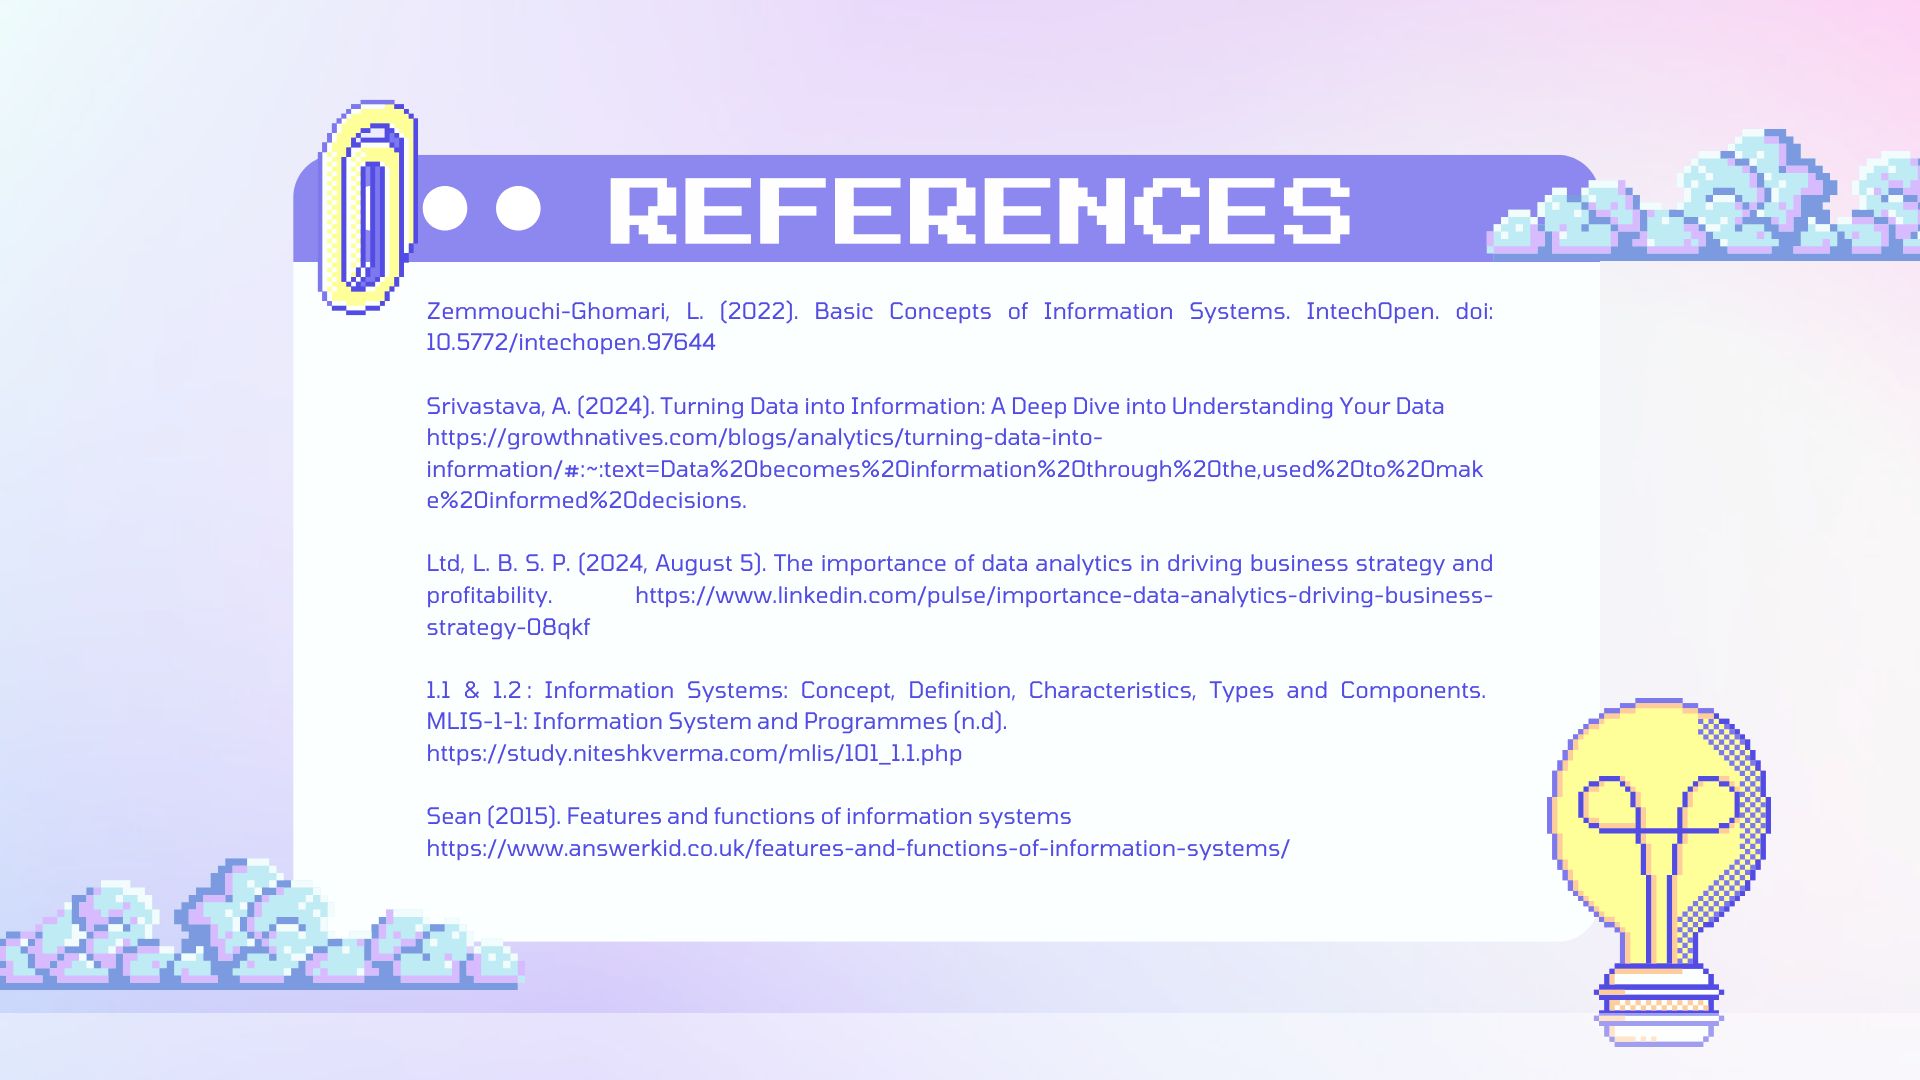 REFERENCES
Zemmouchi-Ghomari, L. (2022). Basic Concepts of Information Systems. IntechOpen. doi:
10.5772/intechopen.97644
Srivastava, A. (2024). Turning Data into Information: A Deep Dive into Understanding Your Data
https://growthnatives.com/blogs/analytics/turning-data-into-
information/#:~:text=Data%20becomes%20information%20through%20the,used%20to%20mak
e%20informed%20decisions.
Ltd, L. B. S. P. (2024, August 5). The importance of data analytics in driving business strategy and
profitability. https://www.linkedin.com/pulse/importance-data-analytics-driving-business-
strategy-08qkf
1.1 & 1.2 : Information Systems: Concept, Definition, Characteristics, Types and Components.
MLIS-1-1: Information System and Programmes (n.d).
https://study.niteshkverma.com/mlis/101_1.1.php
Sean (2015). Features and functions of information systems
https://www.answerkid.co.uk/features-and-functions-of-information-systems/